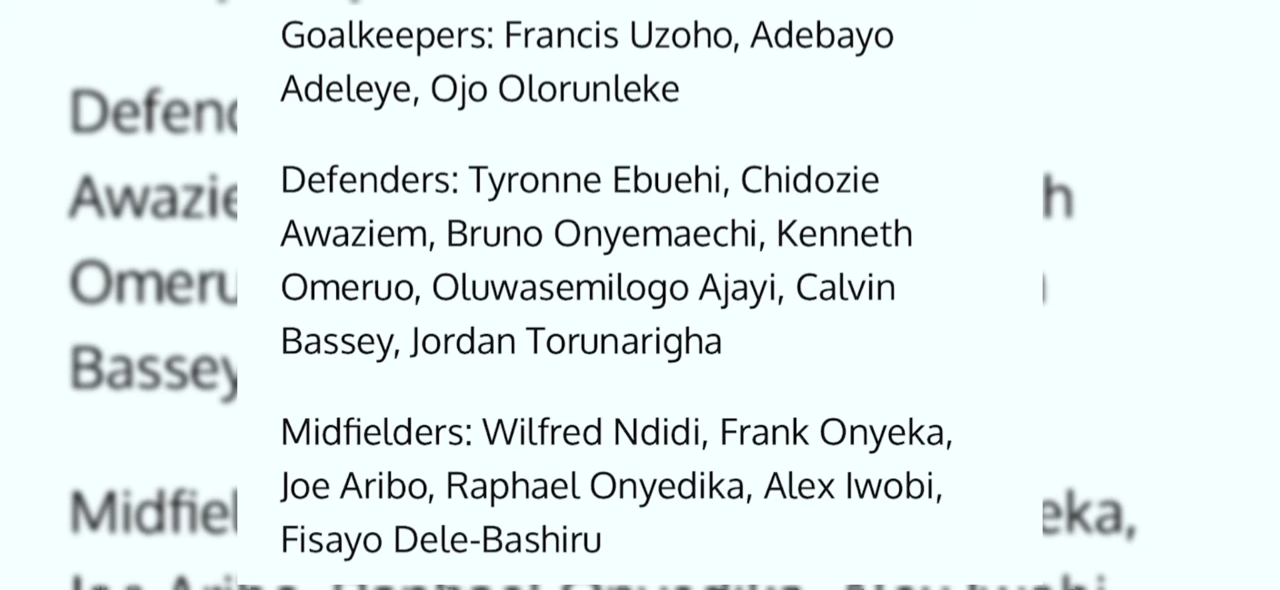 Goalkeepers: Francis Uzoho, Adebayo
Adeleye, Ojo Olorunleke
Defenders: Tyronne Ebuehi, Chidozie
Awaziem, Bruno Onyemaechi, Kenneth
Omeruo, Oluwasemilogo Ajayi, Calvin
Bassey, Jordan Torunarigha
Midfielders: Wilfred Ndidi, Frank Onyeka,
Joe Aribo, Raphael Onyedika, Alex Iwobi,
Fisayo Dele-Bashiru